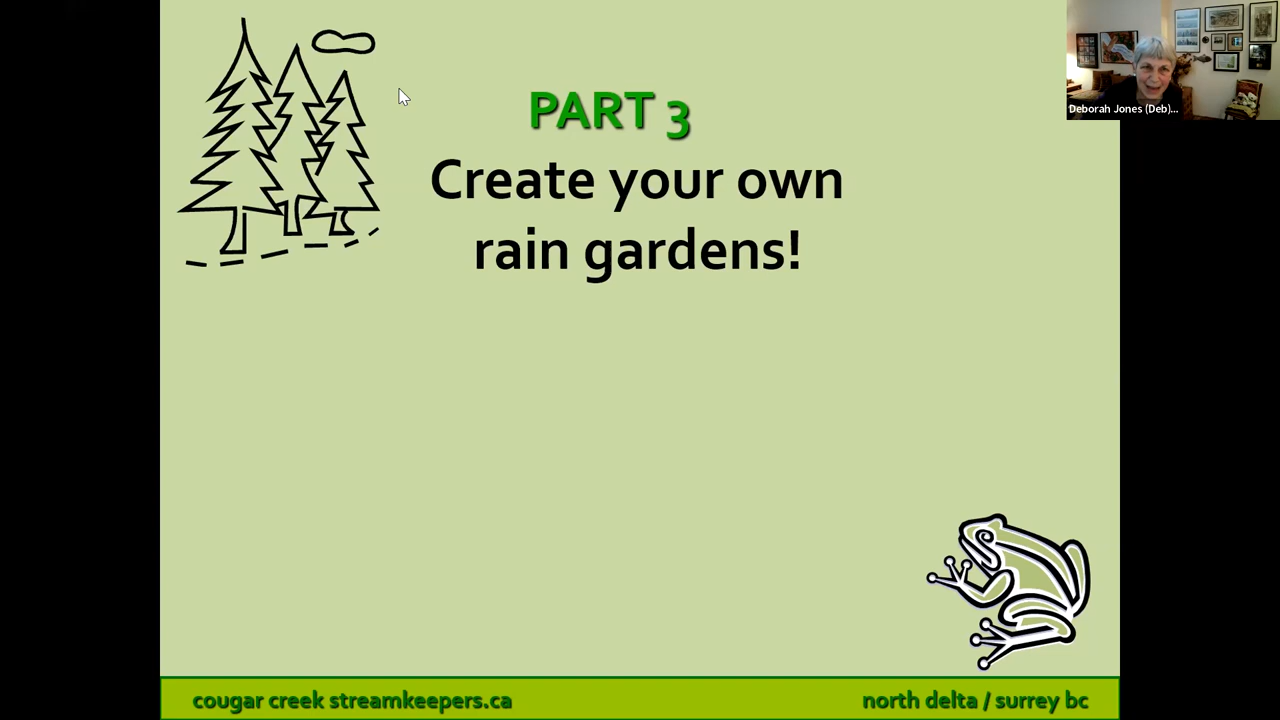 PART 3
Create your own
rain gardens!
Deborah Jones (Deb)...
cougar creek streamkeepers.ca
north delta / surrey bc